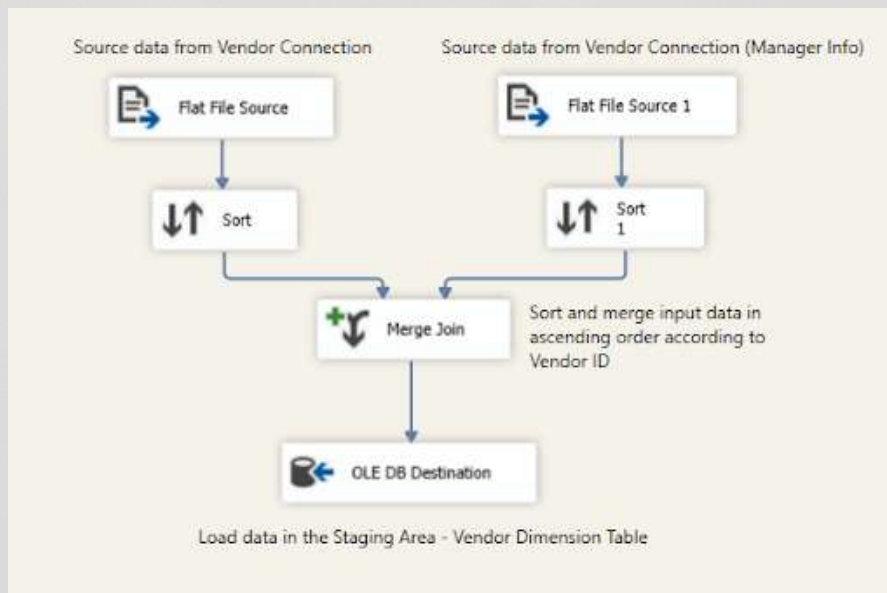 Source data from Vendor Connection
Source data from Vendor Connection (Manager Info)
Flat File Source
Flat File Source 1
Sort
Sort
1
Merge Join
Sort and merge input data in
ascending order according to
Vendor ID
OLE DB Destination
Load data in the Staging Area - Vendor Dimension Table